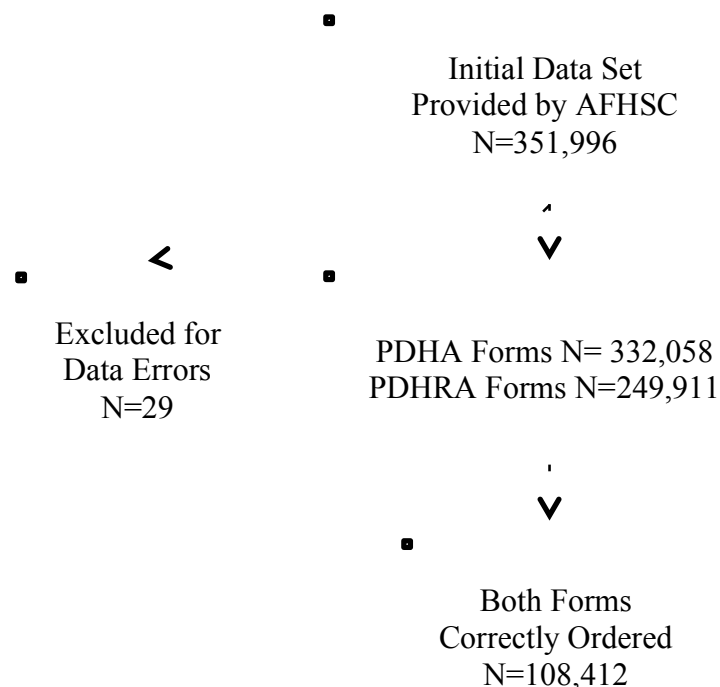 Initial Data Set
Provided by AFHSC
N=351,996
Excluded for
Data Errors
N=29
PDHA Forms N= 332,058
PDHRA Forms N=249,911
Both Forms
Correctly Ordered
N=108,412